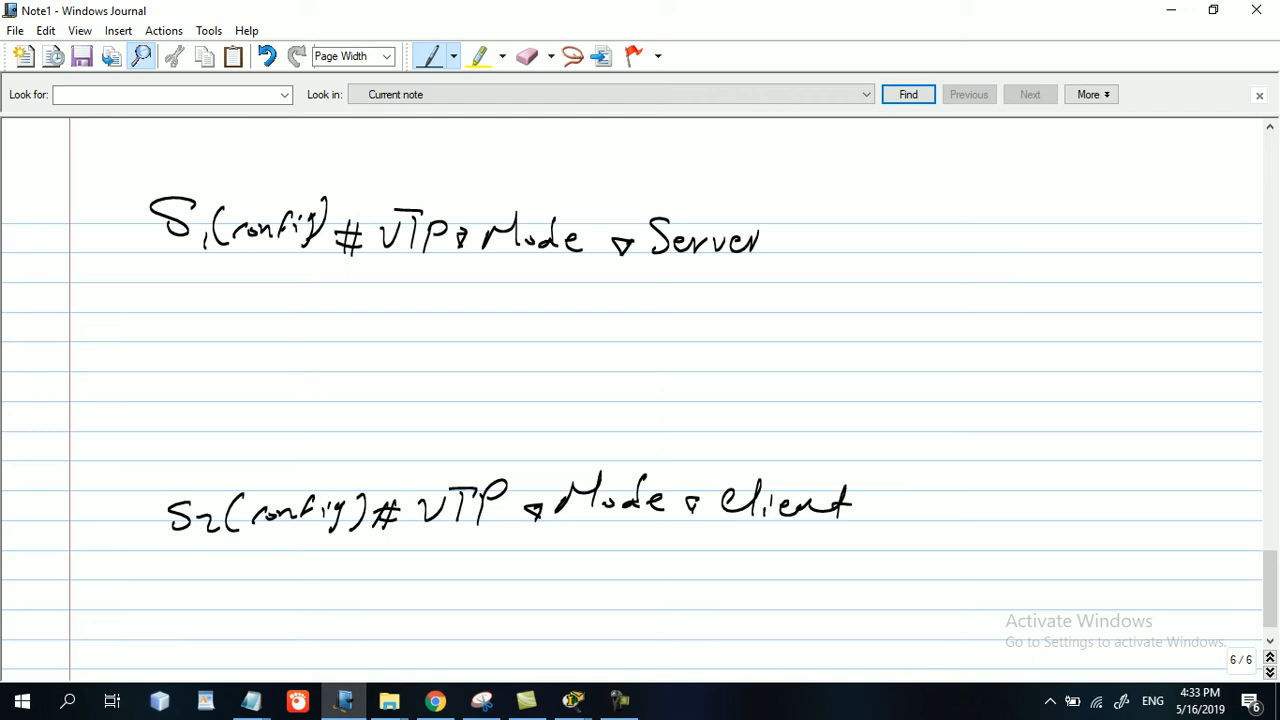 Note1 - Windows Journal
File Edit View Insert Actions Tools Help
Page Width
Look for: Look in: Current note Find Previous Next More
S1(config)# VTP Mode Server
S2(config)# VTP Mode Client
Activate Windows
Go to Settings to activate Windows.
6 / 6
ENG 4:33 PM
5/16/2019 6